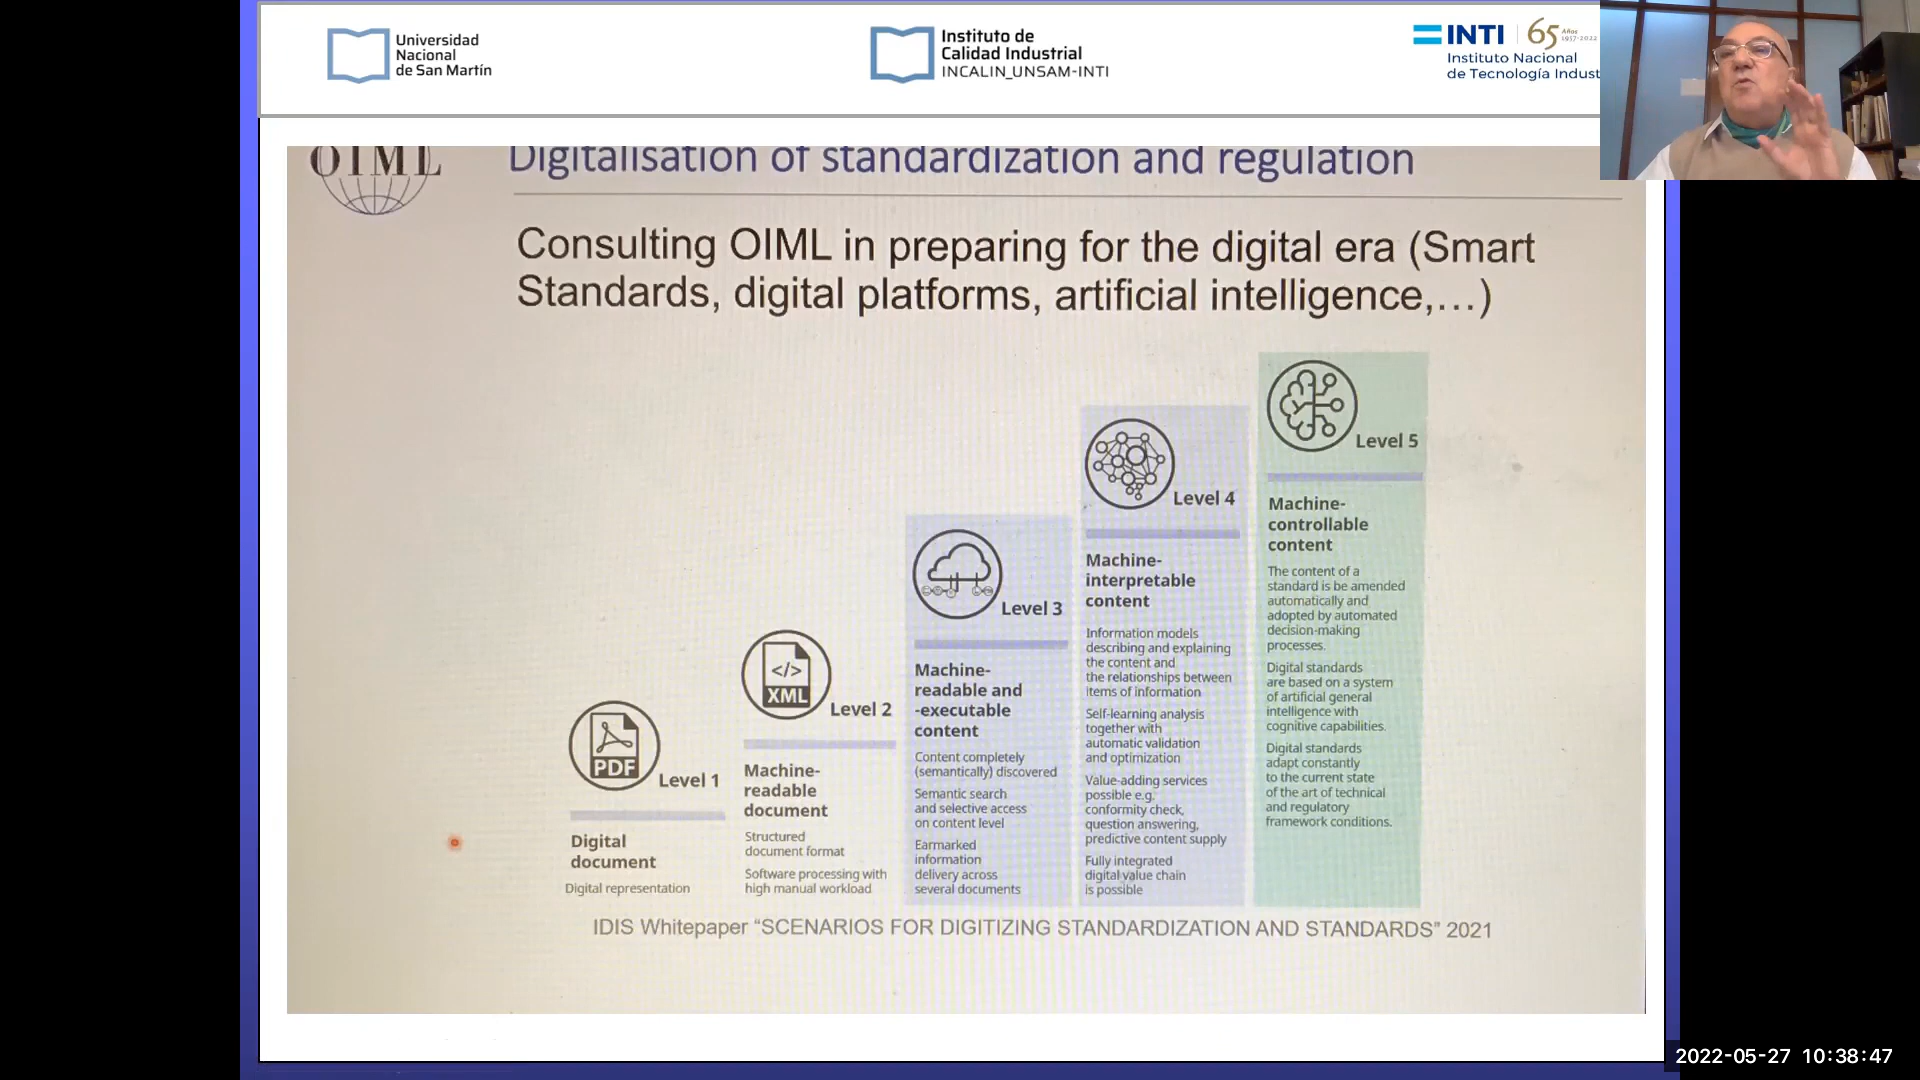 Universidad
Nacional
de San Martín
Instituto de
Calidad Industrial
INCALIN_UNSAM-INTI
INTI 65 Años
1957-2022
Instituto Nacional
de Tecnología Indust
OIML
Digitalisation of standardization and regulation
Consulting OIML in preparing for the digital era (Smart
Standards, digital platforms, artificial intelligence,...)
PDF
Level 1
Digital
document
Digital representation
</>
XML
Level 2
Machine-
readable
document
Structured
document format
Software processing with
high manual workload
Level 3
Machine-
readable and
-executable
content
Content completely
(semantically) discovered
Semantic search
and selective access
on content level
Earmarked
information
delivery across
several documents
Level 4
Machine-
interpretable
content
Information models
describing and explaining
the content and
the relationships between
items of information
Self-learning analysis
together with
automatic validation
and optimization
Value-adding services
possible e.g.
conformity check,
question answering,
predictive content supply
Fully integrated
digital value chain
is possible
Level 5
Machine-
controllable
content
The content of a
standard is be amended
automatically and
adopted by automated
decision-making
processes.
Digital standards
are based on a system
of artificial general
intelligence with
cognitive capabilities.
Digital standards
adapt constantly
to the current state
of the art of technical
and regulatory
framework conditions.
IDIS Whitepaper “SCENARIOS FOR DIGITIZING STANDARDIZATION AND STANDARDS” 2021
2022-05-27 10:38:47